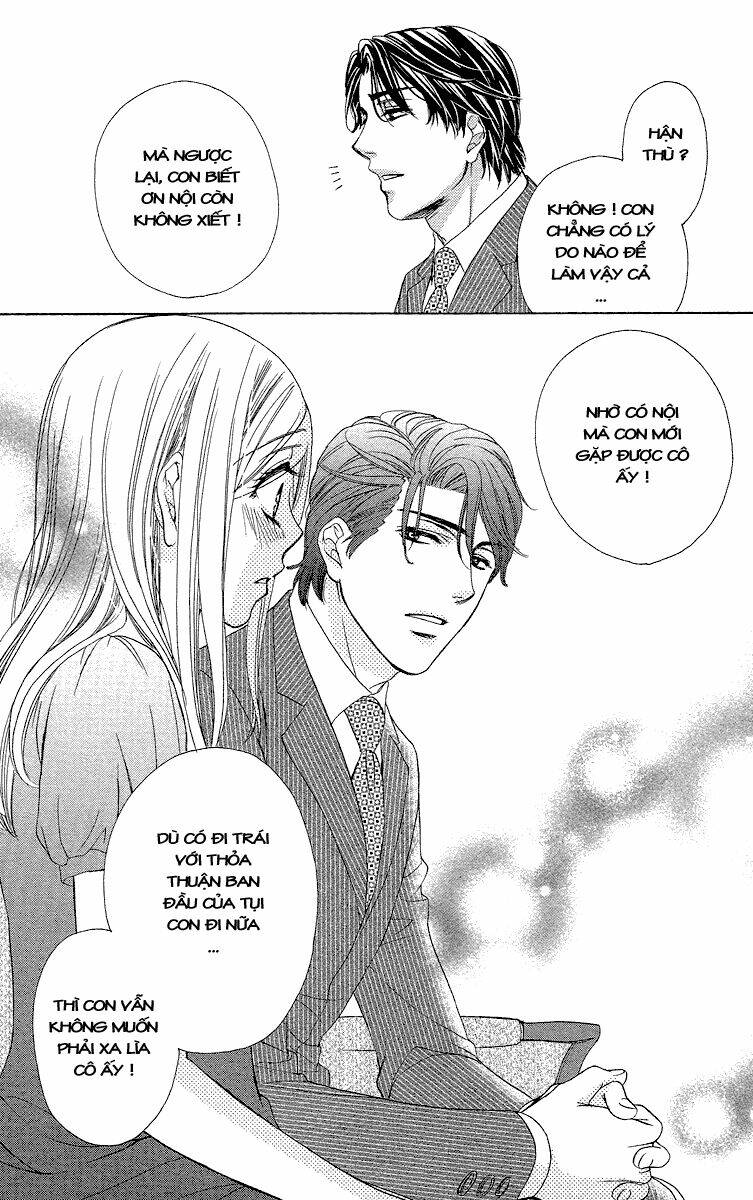 HẬN
THÙ ?
KHÔNG ! CON
CHẲNG CÓ LÝ
DO NÀO ĐỂ
LÀM VẬY CẢ
...
MÀ NGƯỢC
LẠI, CON BIẾT
ƠN NỘI CÒN
KHÔNG XIẾT !
NHỜ CÓ NỘI
MÀ CON MỚI
GẶP ĐƯỢC CÔ
ẤY !
DÙ CÓ ĐI TRÁI
VỚI THỎA
THUẬN BAN
ĐẦU CỦA TỤI
CON ĐI NỮA
...
THÌ CON VẪN
KHÔNG MUỐN
PHẢI XA LÌA
CÔ ẤY !